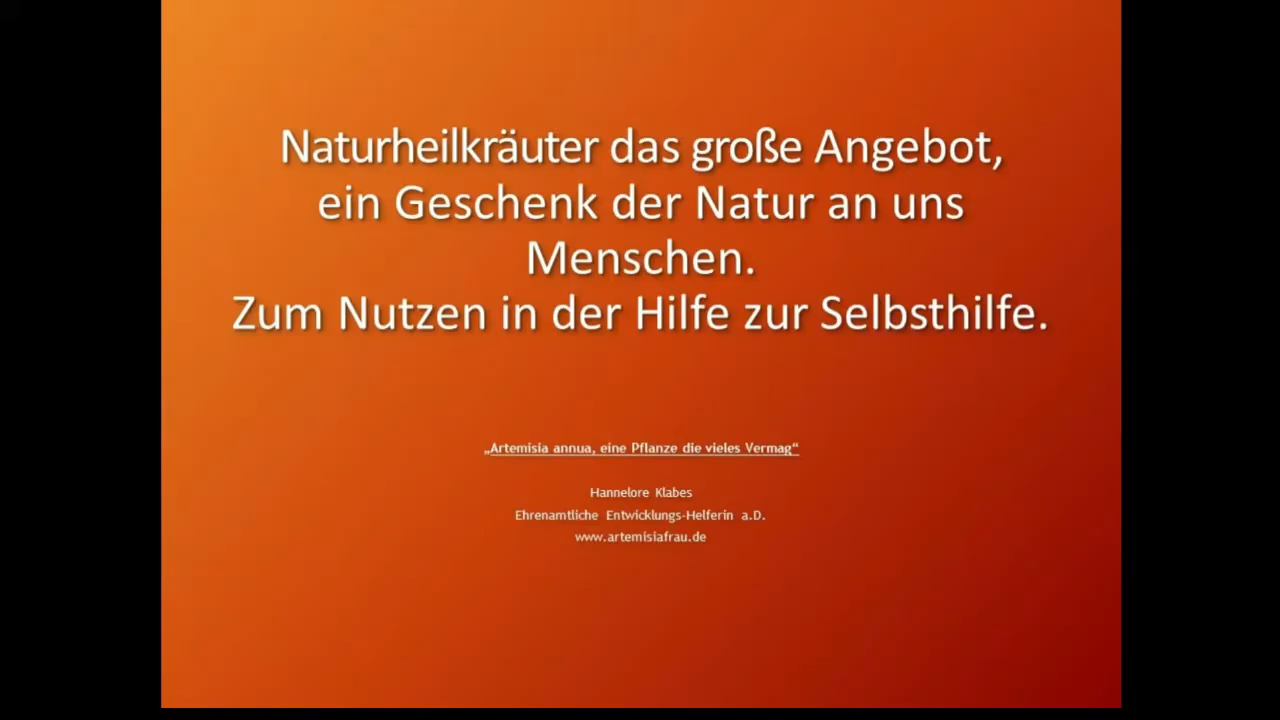 Naturheilkräuter das große Angebot,
ein Geschenk der Natur an uns
Menschen.
Zum Nutzen in der Hilfe zur Selbsthilfe.
„Artemisia annua, eine Pflanze die vieles Vermag“
Hannelore Klabes
Ehrenamtliche Entwicklungs-Helferin a.D.
www.artemisiafrau.de